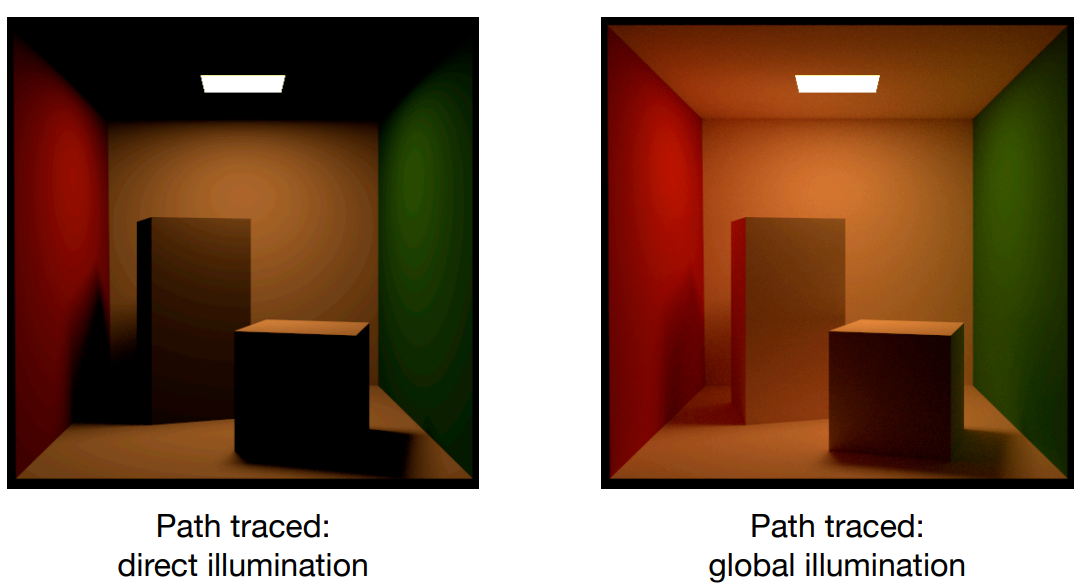 Path traced:
direct illumination
Path traced:
global illumination